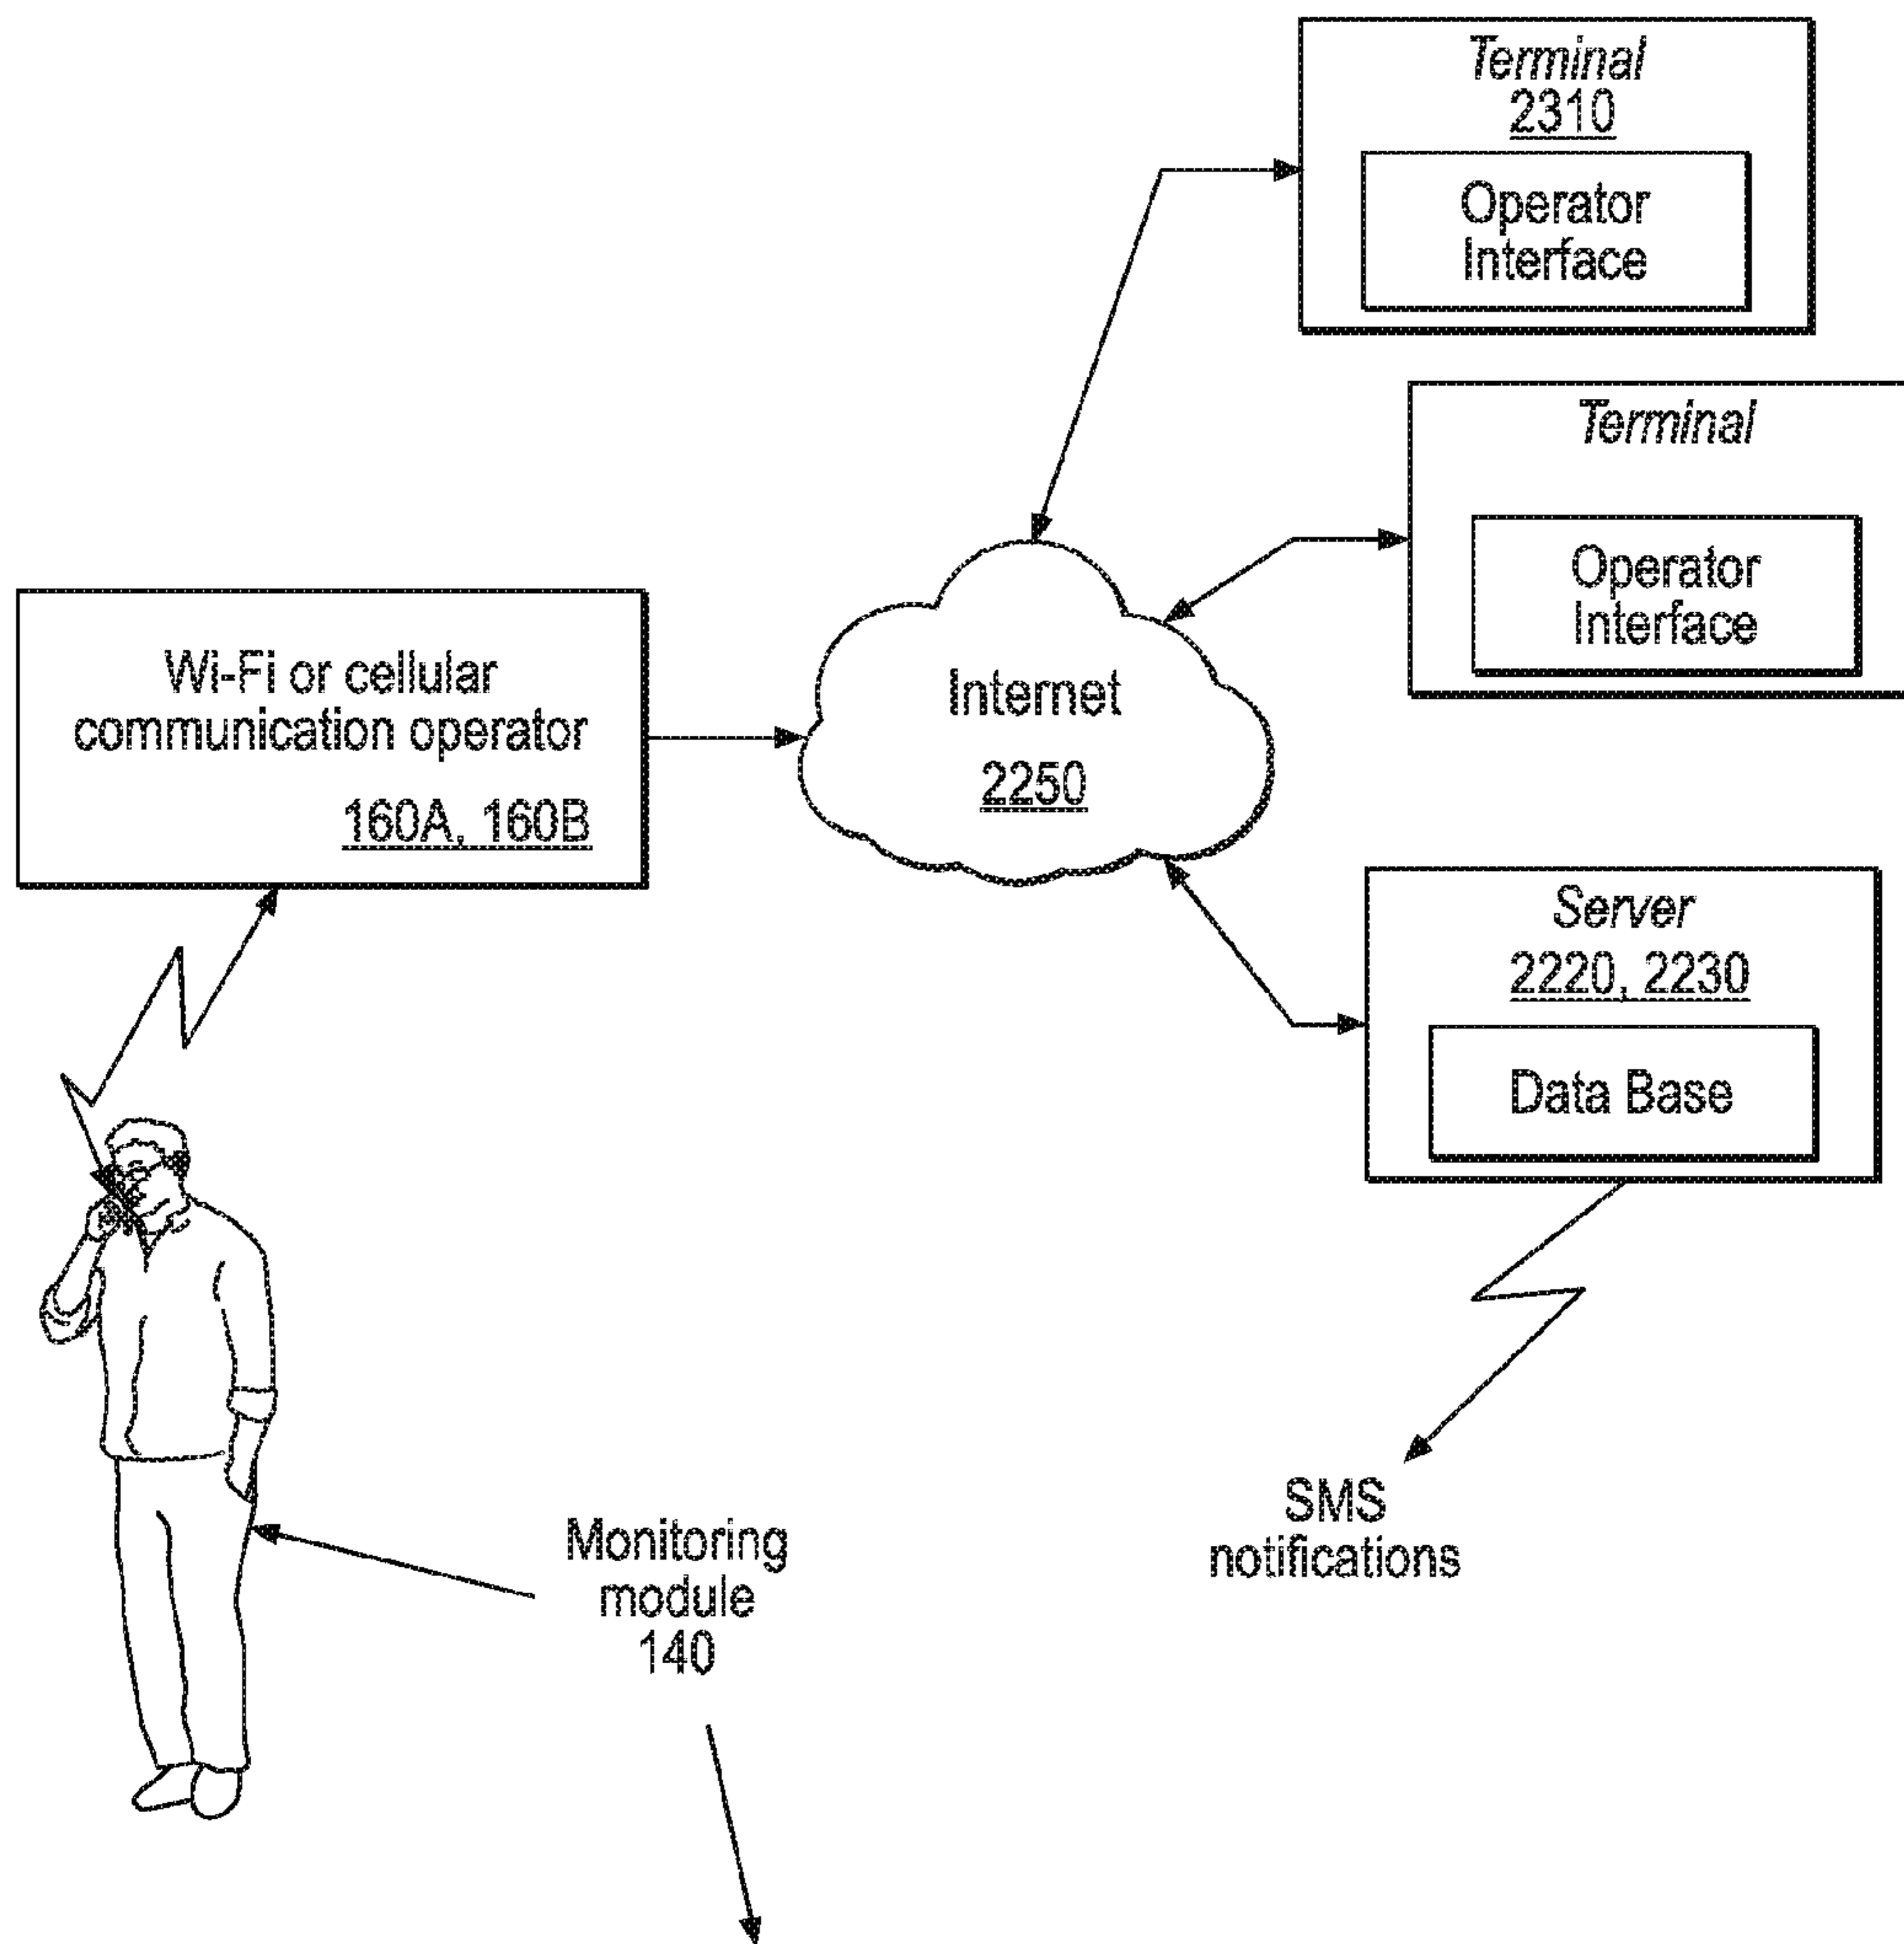 Terminal
2310
Operator
Interface
Terminal
Operator
Interface
Wi-Fi or cellular
communication operator
160A, 160B
Internet
2250
Server
2220, 2230
Data Base
SMS
notifications
Monitoring
module
140